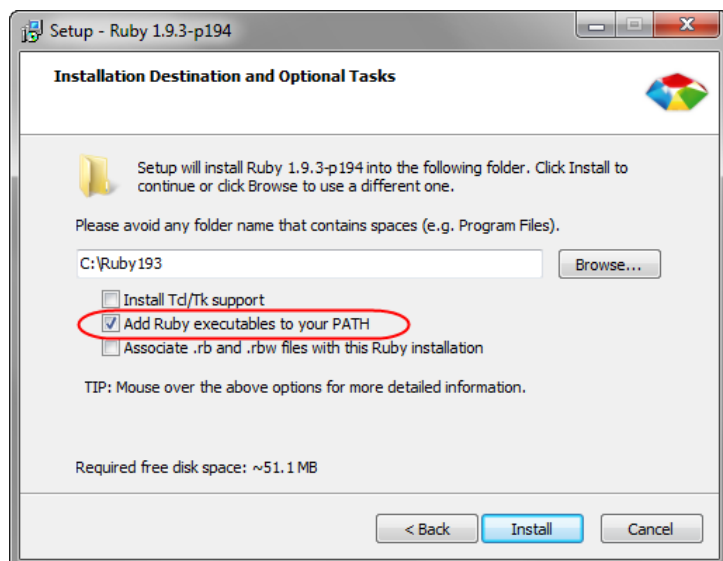 Setup - Ruby 1.9.3-p194
Installation Destination and Optional Tasks
Setup will install Ruby 1.9.3-p194 into the following folder. Click Install to
continue or click Browse to use a different one.
Please avoid any folder name that contains spaces (e.g. Program Files).
C:\Ruby193
Browse...
Install Tcl/Tk support
Add Ruby executables to your PATH
Associate .rb and .rbw files with this Ruby installation
TIP: Mouse over the above options for more detailed information.
Required free disk space: ~51.1 MB
< Back
Install
Cancel